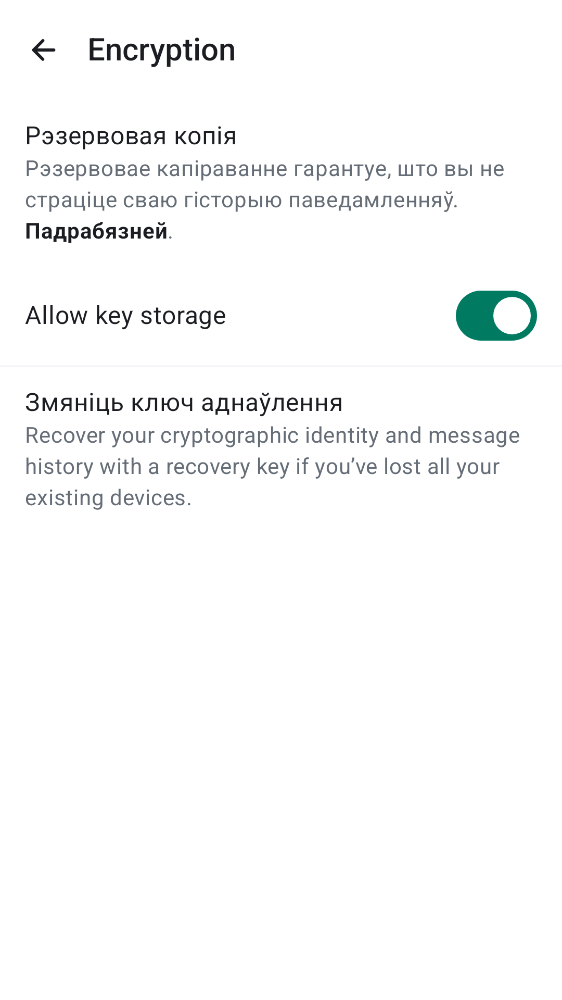 Encryption
Рэзервовая копія
Рэзервовае капіраванне гарантуе, што вы не
страціце сваю гісторыю паведамленняў.
Падрабязней.
Allow key storage
Змяніць ключ аднаўлення
Recover your cryptographic identity and message
history with a recovery key if you’ve lost all your
existing devices.